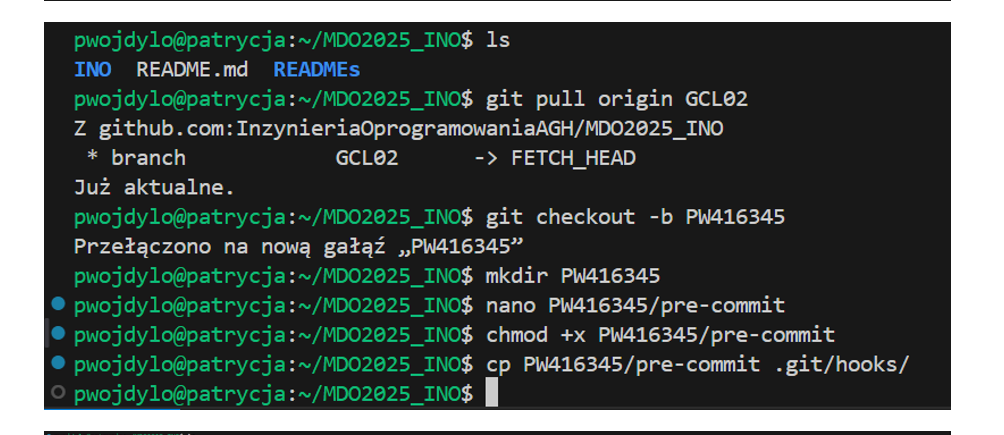 pwojdylo@patrycja:~/MDO2025_INO$ ls
INO  README.md  READMEs
pwojdylo@patrycja:~/MDO2025_INO$ git pull origin GCL02
Z github.com:InzynieriaOprogramowaniaAGH/MDO2025_INO
 * branch            GCL02      -> FETCH_HEAD
Już aktualne.
pwojdylo@patrycja:~/MDO2025_INO$ git checkout -b PW416345
Przełączono na nową gałąź „PW416345”
pwojdylo@patrycja:~/MDO2025_INO$ mkdir PW416345
pwojdylo@patrycja:~/MDO2025_INO$ nano PW416345/pre-commit
pwojdylo@patrycja:~/MDO2025_INO$ chmod +x PW416345/pre-commit
pwojdylo@patrycja:~/MDO2025_INO$ cp PW416345/pre-commit .git/hooks/
pwojdylo@patrycja:~/MDO2025_INO$